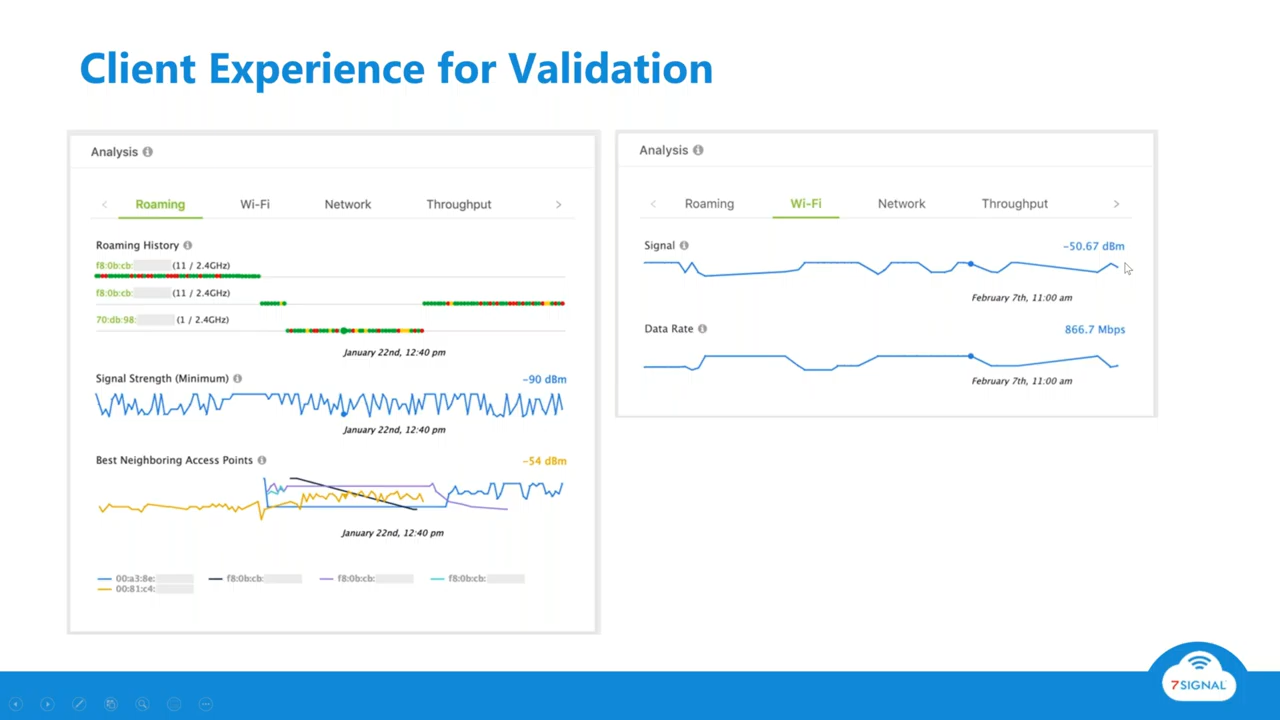 Client Experience for Validation
Analysis
Roaming Wi-Fi Network Throughput
Roaming History
f8:0b:cb: (11 / 2.4GHz)
f8:0b:cb: (11 / 2.4GHz)
70:db:98: (1 / 2.4GHz)
January 22nd, 12:40 pm
Signal Strength (Minimum) -90 dBm
January 22nd, 12:40 pm
Best Neighboring Access Points -54 dBm
January 22nd, 12:40 pm
00:a3:8e: f8:0b:cb: f8:0b:cb: f8:0b:cb:
00:81:c4:
Analysis
Roaming Wi-Fi Network Throughput
Signal -50.67 dBm
February 7th, 11:00 am
Data Rate 866.7 Mbps
February 7th, 11:00 am
7SIGNAL